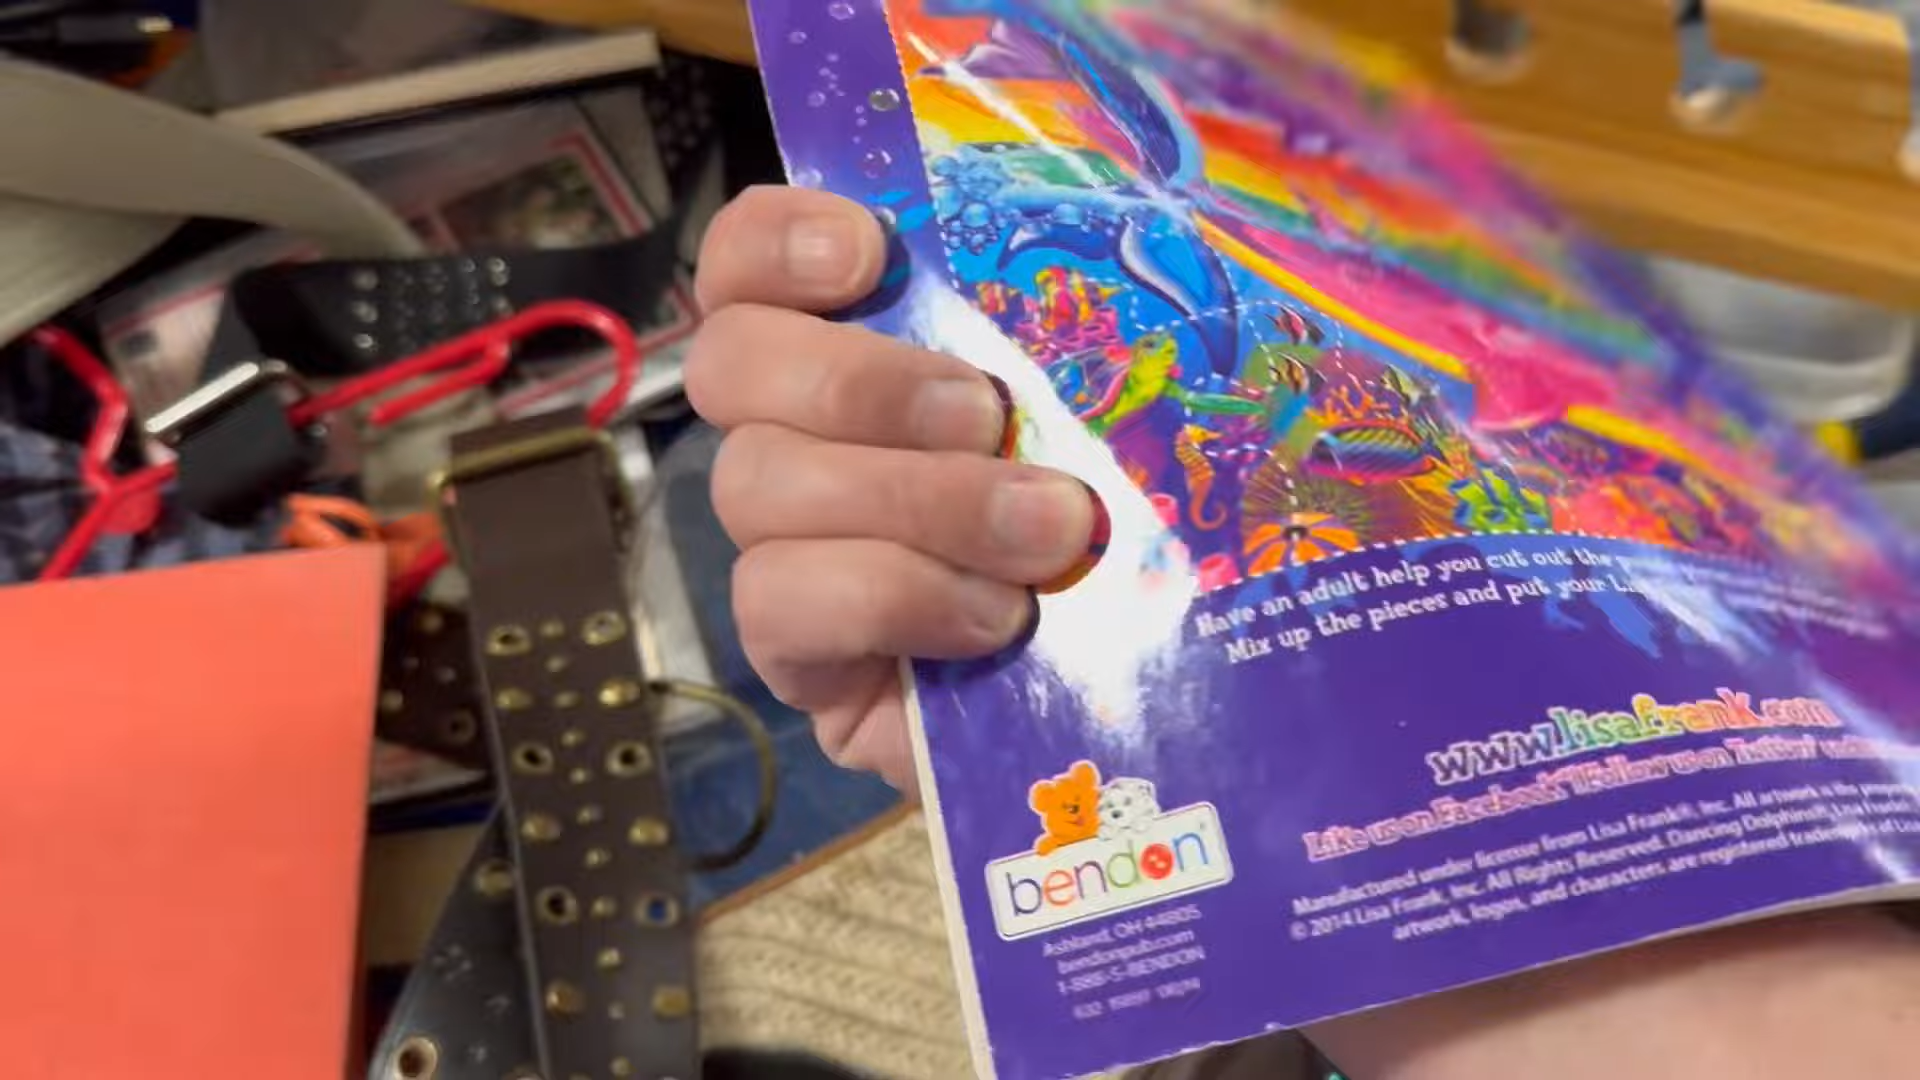 Have an adult help you cut out the
Mix up the pieces and put your
www.lisafrank.com
Like us on Facebook Follow us on Twitter
Manufactured under license from Lisa Frank®, Inc. All artwork is the
© 2014 Lisa Frank, Inc. All Rights Reserved. Dancing Dolphins®, Lisa Frank
artwork, logos, and characters are registered trademarks of Lisa
bendon®
Ashland, OH 44805
bendonpub.com
1-888-5-BENDON